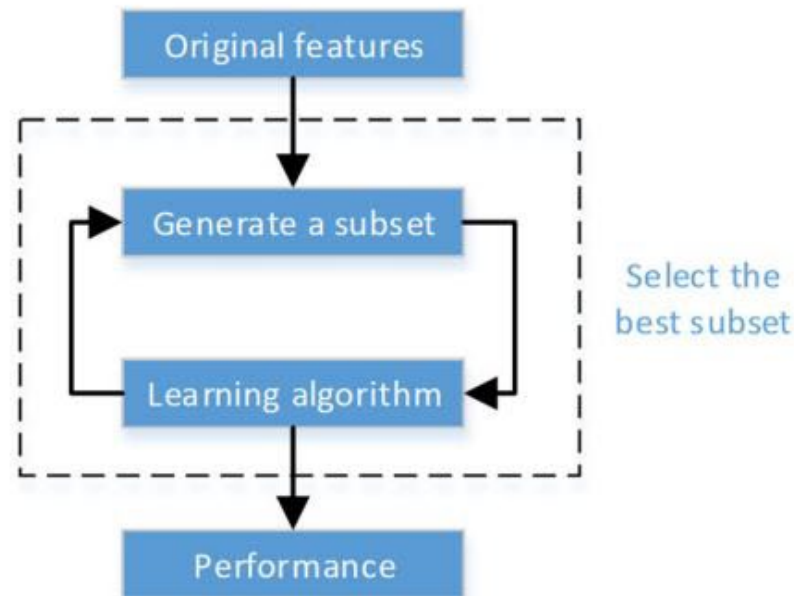 Original features
Generate a subset
Select the
best subset
Learning algorithm
Performance